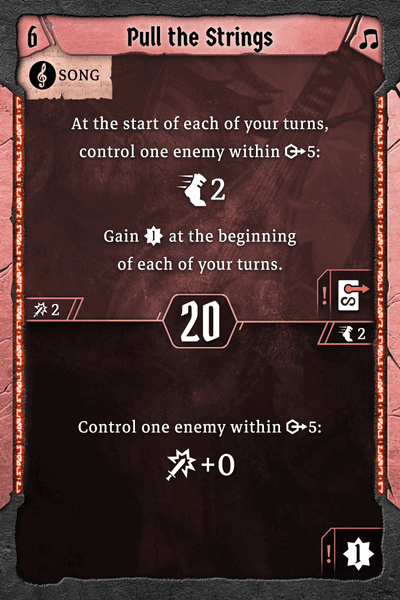 6 Pull the Strings
SONG
At the start of each of your turns,
control one enemy within 5:
2
Gain 1 at the beginning
of each of your turns.
!
2
20
2
Control one enemy within 5:
+0
! 1